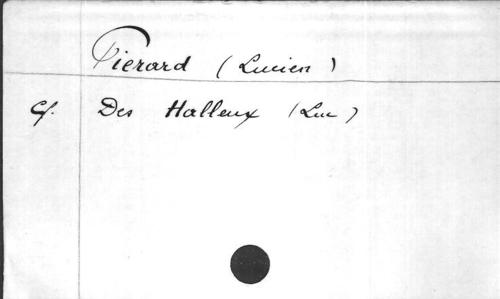 Pierard (Lucien)
Cf. Des Halleux (Luc)